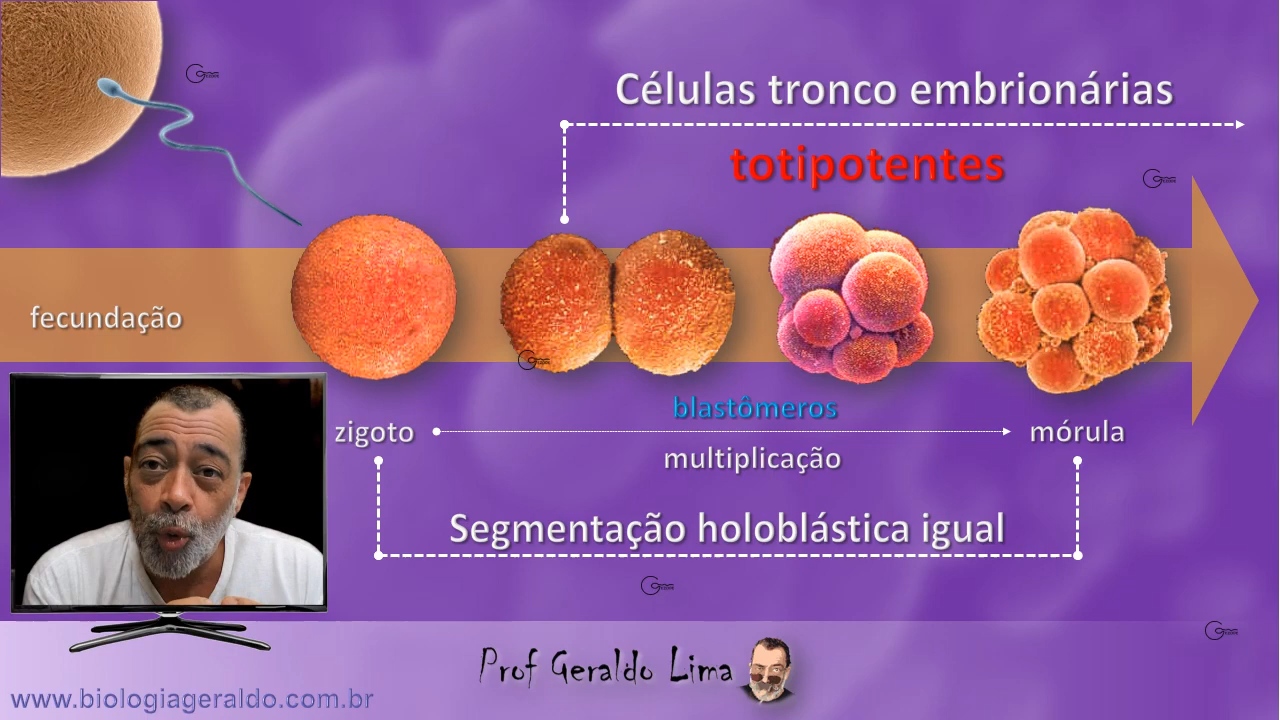 Células tronco embrionárias
totipotentes
fecundação
blastômeros
zigoto
mórula
multiplicação
Segmentação holoblástica igual
Prof Geraldo Lima
www.biologiageraldo.com.br